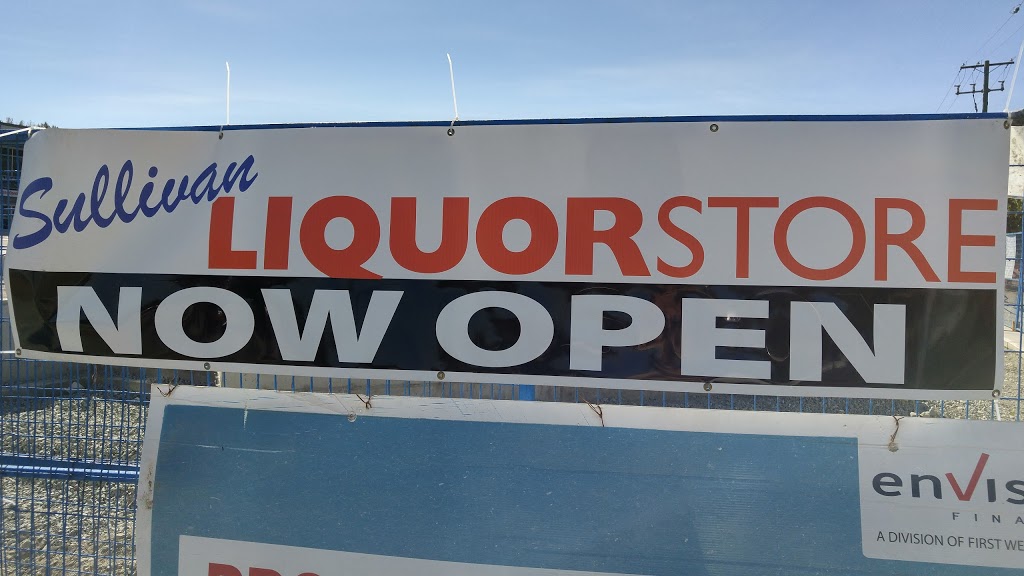 Sullivan
LIQUORSTORE
NOW OPEN
envis
FINA
A DIVISION OF FIRST WE